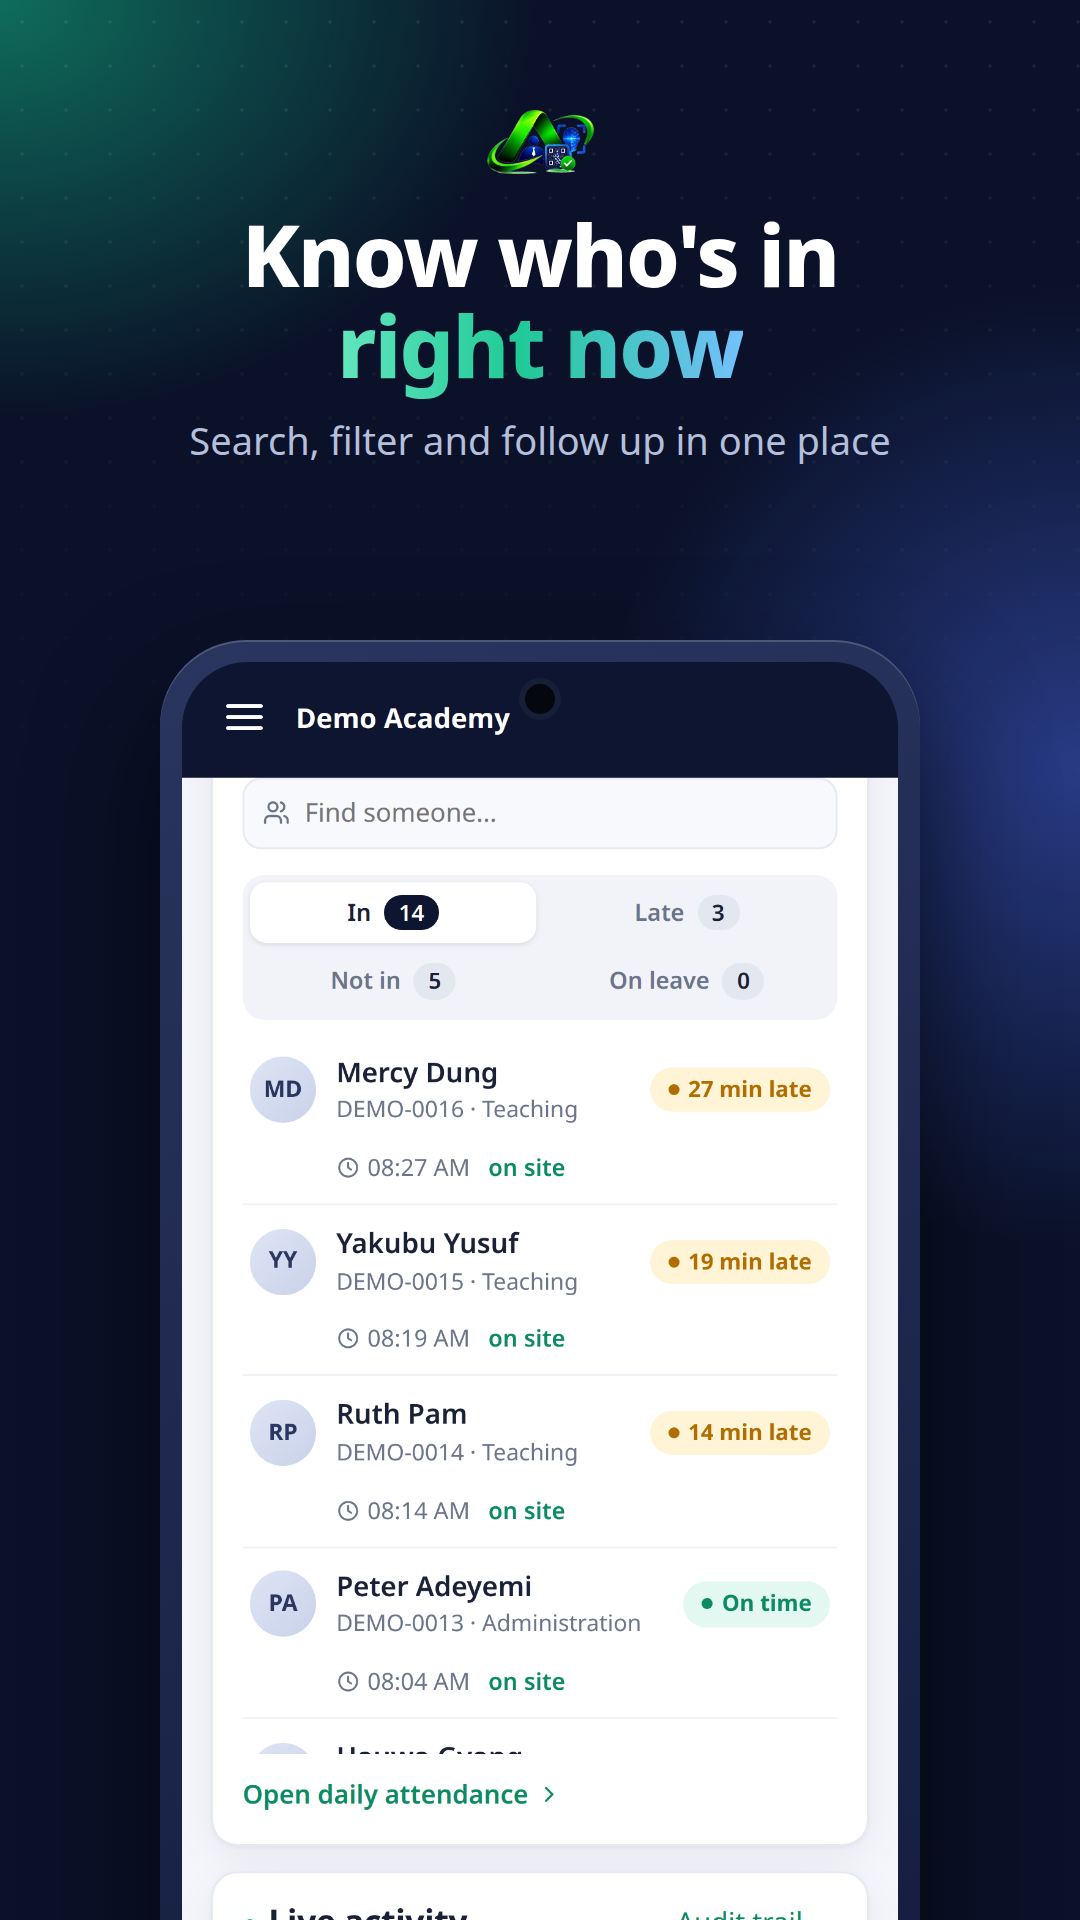 Know who's in
right now
Search, filter and follow up in one place
Demo Academy
Find someone...
In 14
Late 3
Not in 5
On leave 0
MD
Mercy Dung
DEMO-0016 · Teaching
27 min late
08:27 AM on site
YY
Yakubu Yusuf
DEMO-0015 · Teaching
19 min late
08:19 AM on site
RP
Ruth Pam
DEMO-0014 · Teaching
14 min late
08:14 AM on site
PA
Peter Adeyemi
DEMO-0013 · Administration
On time
08:04 AM on site
Open daily attendance
Live activity
Audit trail